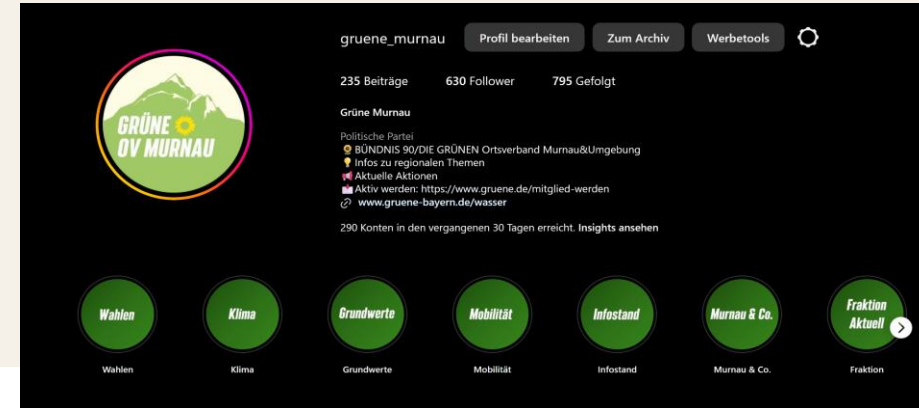 gruene_murnau Profil bearbeiten Zum Archiv Werbetools
235 Beiträge 630 Follower 795 Gefolgt
Grüne Murnau
Politische Partei
BÜNDNIS 90/DIE GRÜNEN Ortsverband Murnau&Umgebung
Infos zu regionalen Themen
Aktuelle Aktionen
Aktiv werden: https://www.gruene.de/mitglied-werden
www.gruene-bayern.de/wasser
290 Konten in den vergangenen 30 Tagen erreicht. Insights ansehen
GRÜNE
OV MURNAU
Wahlen Klima Grundwerte Mobilität Infostand Murnau & Co. Fraktion
Aktuell
Wahlen Klima Grundwerte Mobilität Infostand Murnau & Co. Fraktion